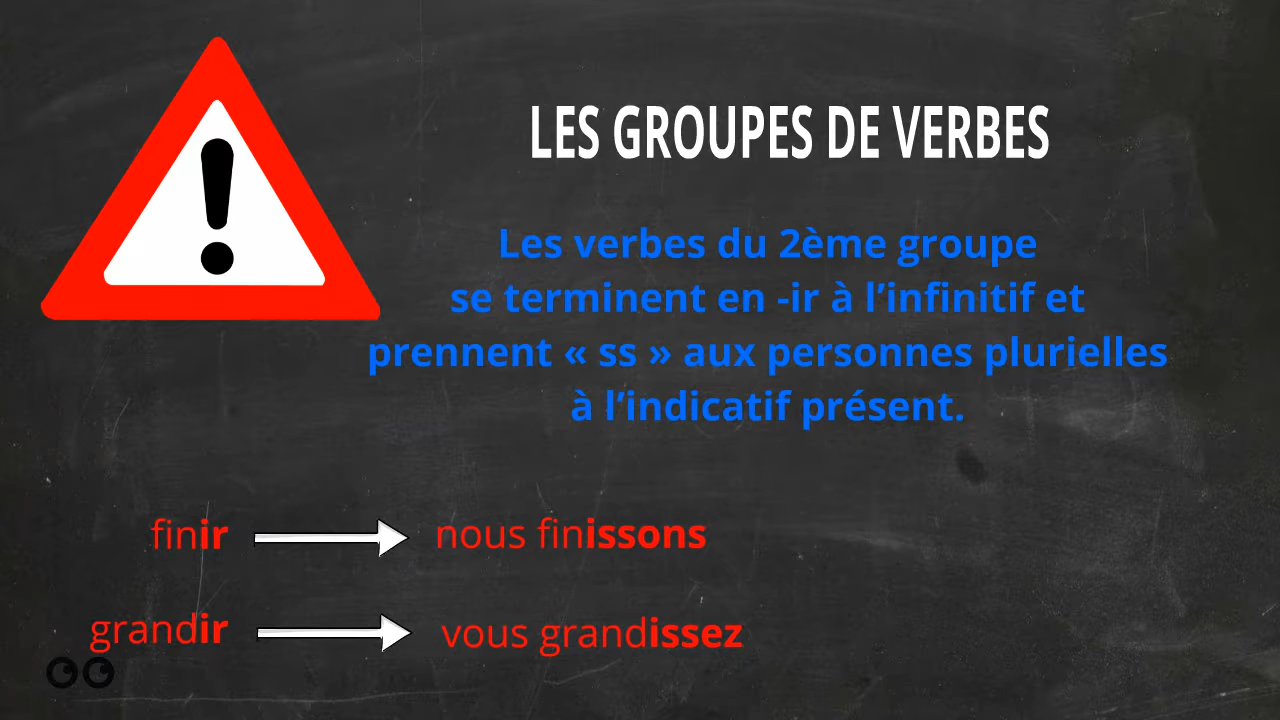 LES GROUPES DE VERBES
Les verbes du 2ème groupe
se terminent en -ir à l’infinitif et
prennent « ss » aux personnes plurielles
à l’indicatif présent.
finir nous finissons
grandir vous grandissez